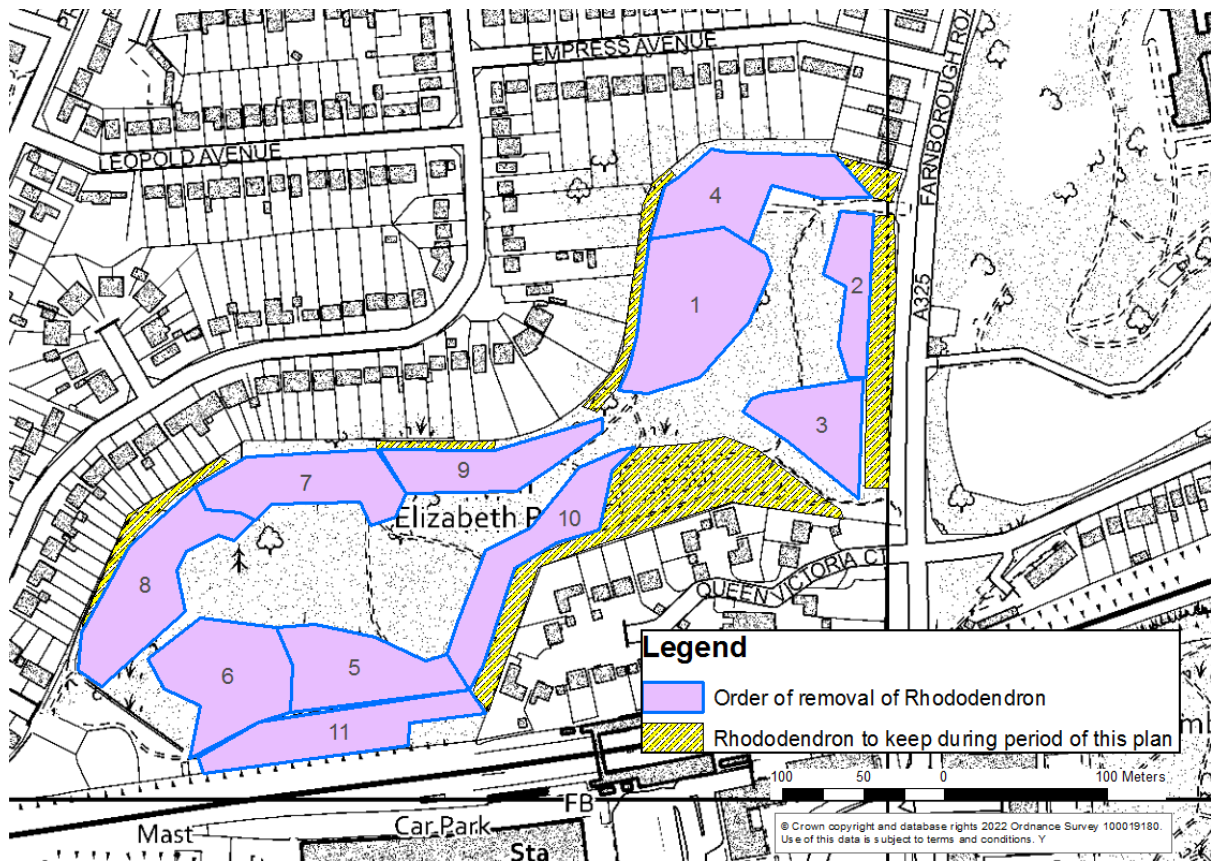 EMPRESS AVENUE
FARNBOROUGH RO
LEOPOLD AVENUE
4
2
1
A325
3
7
9
10
Elizabeth P
8
QUEEN VICTORIA CT
6
5
11
Legend
Order of removal of Rhododendron
Rhododendron to keep during period of this plan
100 50 0 100 Meters
FB
Mast
Car Park
Sta
© Crown copyright and database rights 2022 Ordnance Survey 100019180.
Use of this data is subject to terms and conditions. Y